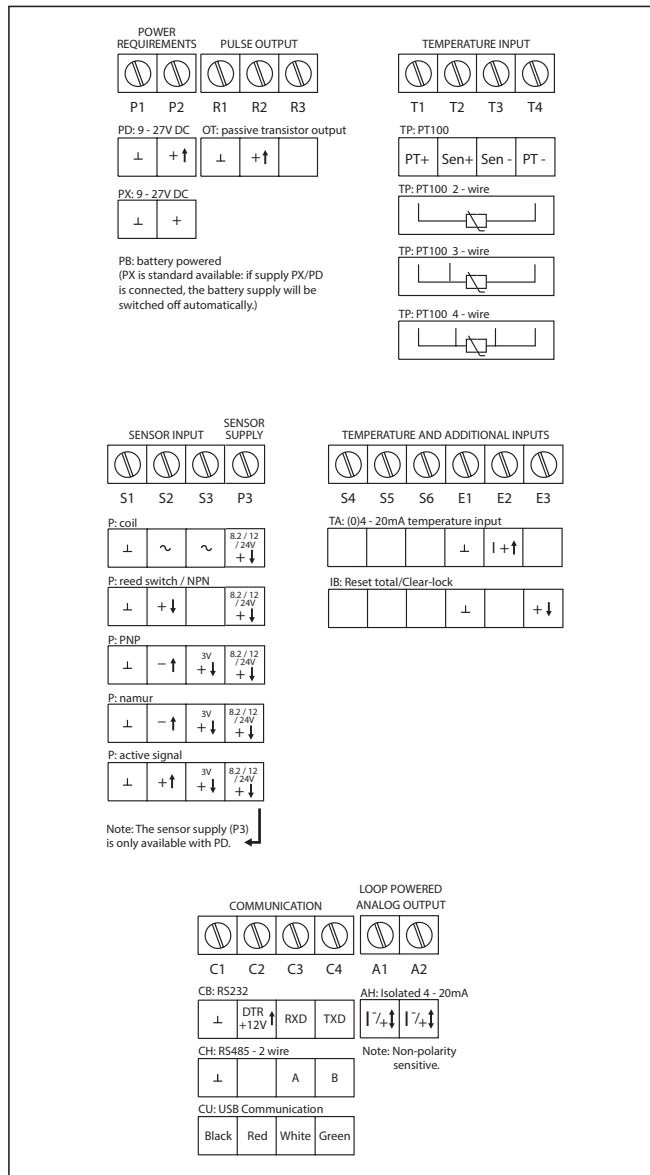 POWER
REQUIREMENTS
PULSE OUTPUT
P1 P2 R1 R2 R3
PD: 9 - 27V DC
OT: passive transistor output
⊥ +↑ ⊥ +↑
PX: 9 - 27V DC
⊥ +
PB: battery powered
(PX is standard available: if supply PX/PD
is connected, the battery supply will be
switched off automatically.)
TEMPERATURE INPUT
T1 T2 T3 T4
TP: PT100
PT+ Sen+ Sen - PT -
TP: PT100 2 - wire
TP: PT100 3 - wire
TP: PT100 4 - wire
SENSOR INPUT
SENSOR
SUPPLY
S1 S2 S3 P3
P: coil
⊥ ~ ~ 8.2 / 12
/ 24V
+↓
P: reed switch / NPN
⊥ +↓ 8.2 / 12
/ 24V
+↓
P: PNP
⊥ −↑ 3V +↓ 8.2 / 12
/ 24V
+↓
P: namur
⊥ −↑ 3V +↓ 8.2 / 12
/ 24V
+↓
P: active signal
⊥ +↑ 3V +↓ 8.2 / 12
/ 24V
+↓
Note: The sensor supply (P3)
is only available with PD.
TEMPERATURE AND ADDITIONAL INPUTS
S4 S5 S6 E1 E2 E3
TA: (0)4 - 20mA temperature input
⊥ I +↑
IB: Reset total/Clear-lock
⊥ +↓
COMMUNICATION
C1 C2 C3 C4
CB: RS232
⊥ DTR +12V ↑ RXD TXD
CH: RS485 - 2 wire
⊥ A B
CU: USB Communication
Black Red White Green
LOOP POWERED
ANALOG OUTPUT
A1 A2
AH: Isolated 4 - 20mA
I -/+↕ I -/+↕
Note: Non-polarity
sensitive.